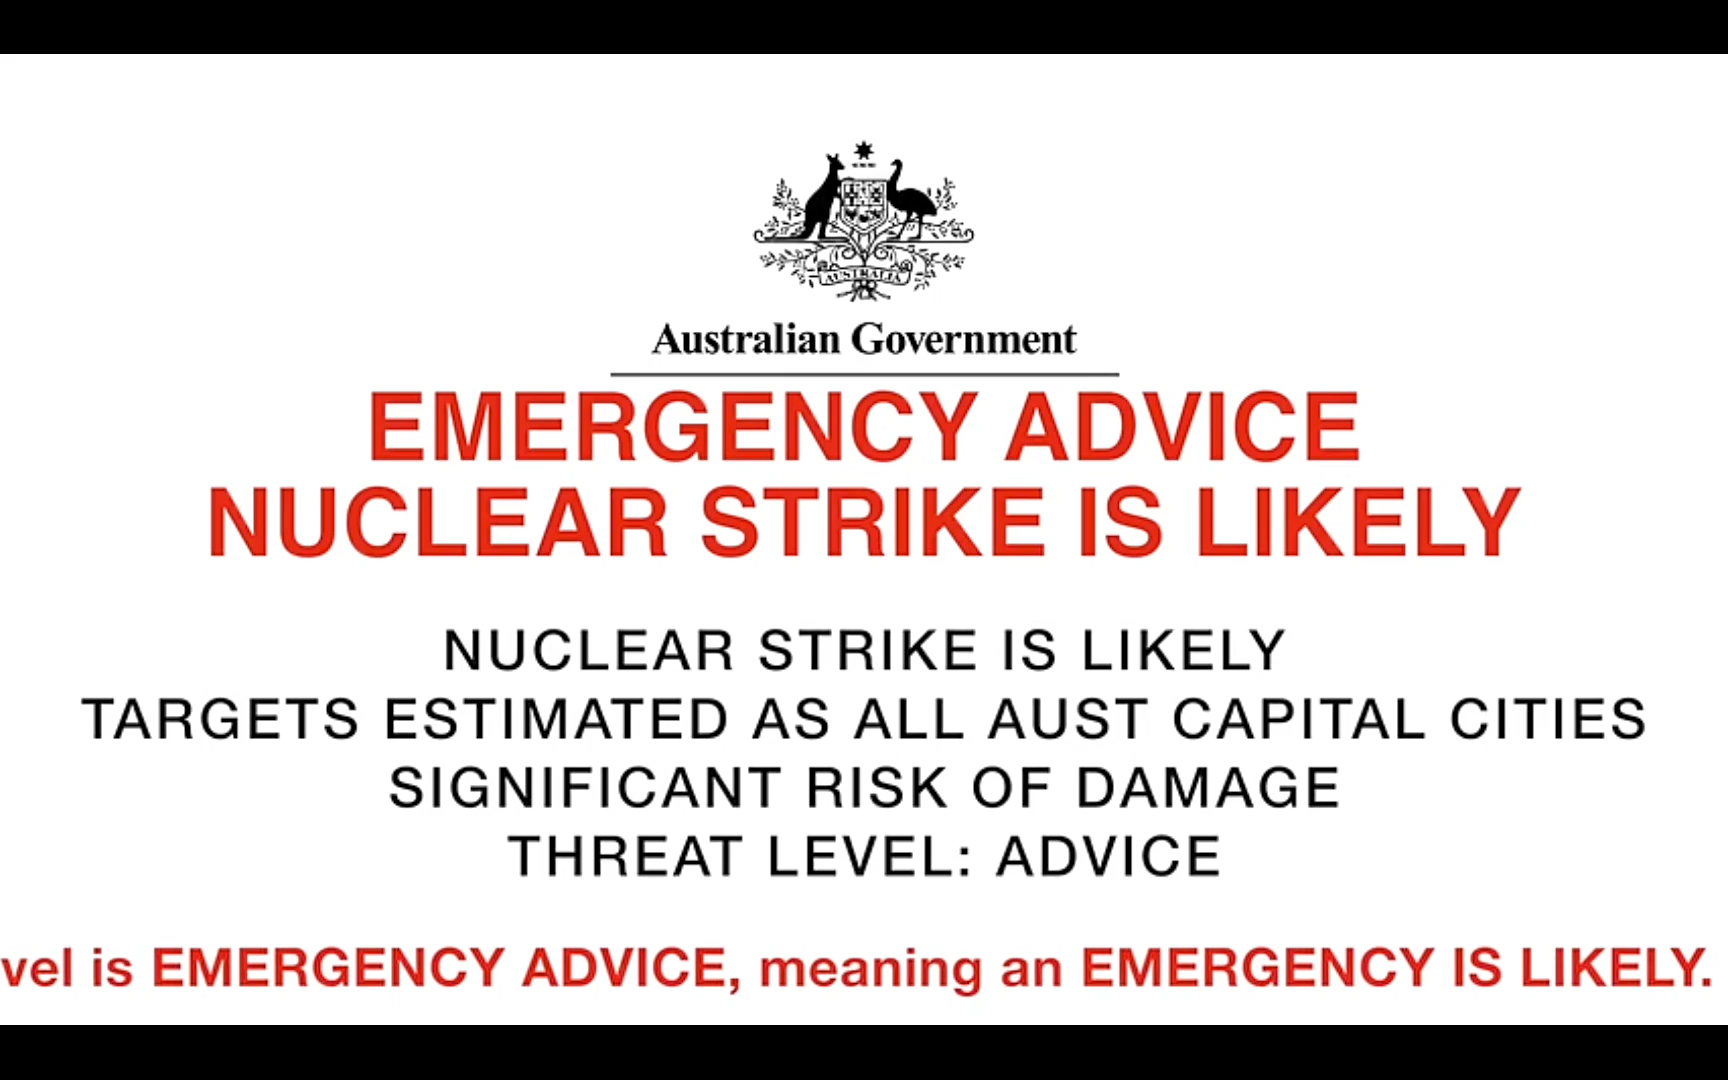 AUSTRALIA
Australian Government
EMERGENCY ADVICE
NUCLEAR STRIKE IS LIKELY
NUCLEAR STRIKE IS LIKELY
TARGETS ESTIMATED AS ALL AUST CAPITAL CITIES
SIGNIFICANT RISK OF DAMAGE
THREAT LEVEL: ADVICE
vel is EMERGENCY ADVICE, meaning an EMERGENCY IS LIKELY.